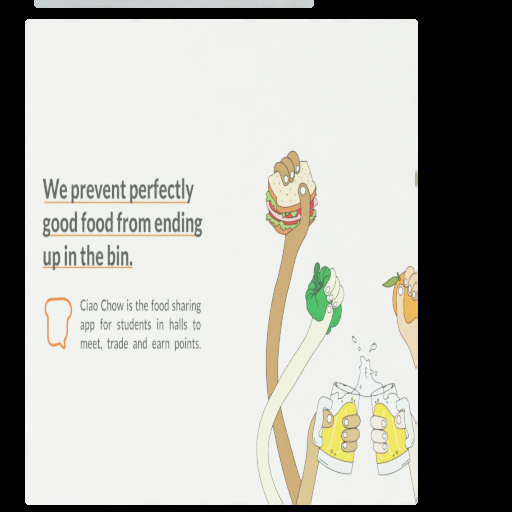 We prevent perfectly
good food from ending
up in the bin.
Ciao Chow is the food sharing
app for students in halls to
meet, trade and earn points.